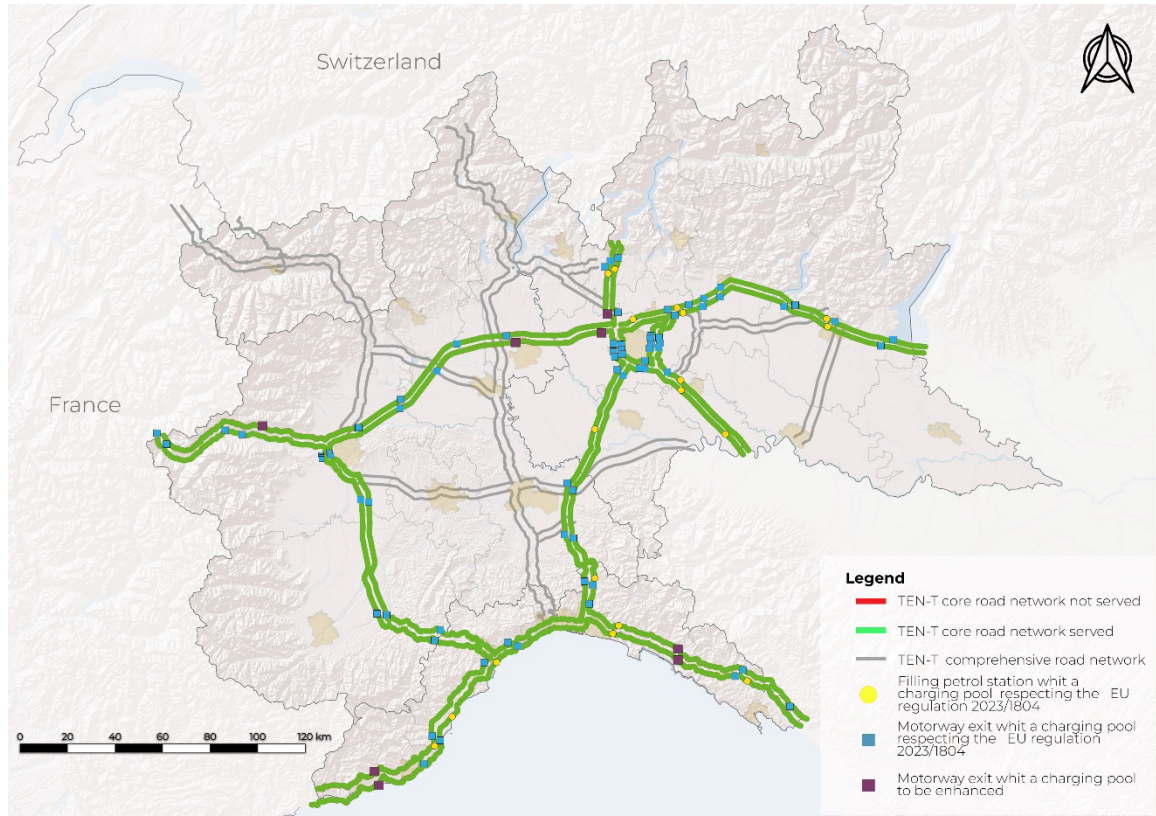 Switzerland
France
Legend
TEN-T core road network not served
TEN-T core road network served
TEN-T comprehensive road network
Filling petrol station whit a
charging pool respecting the EU
regulation 2023/1804
Motorway exit whit a charging pool
respecting the EU regulation
2023/1804
Motorway exit whit a charging pool
to be enhanced
0 20 40 60 80 100 120 km